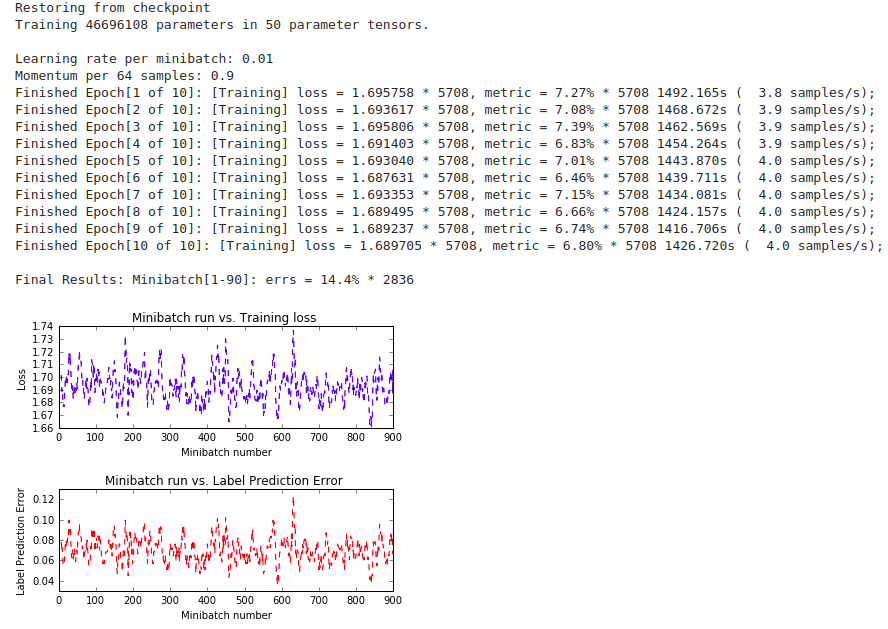 Restoring from checkpoint
Training 46696108 parameters in 50 parameter tensors.
Learning rate per minibatch: 0.01
Momentum per 64 samples: 0.9
Finished Epoch[1 of 10]: [Training] loss = 1.695758 * 5708, metric = 7.27% * 5708 1492.165s (  3.8 samples/s);
Finished Epoch[2 of 10]: [Training] loss = 1.693617 * 5708, metric = 7.08% * 5708 1468.672s (  3.9 samples/s);
Finished Epoch[3 of 10]: [Training] loss = 1.695806 * 5708, metric = 7.39% * 5708 1462.569s (  3.9 samples/s);
Finished Epoch[4 of 10]: [Training] loss = 1.691403 * 5708, metric = 6.83% * 5708 1454.264s (  3.9 samples/s);
Finished Epoch[5 of 10]: [Training] loss = 1.693040 * 5708, metric = 7.01% * 5708 1443.870s (  4.0 samples/s);
Finished Epoch[6 of 10]: [Training] loss = 1.687631 * 5708, metric = 6.46% * 5708 1439.711s (  4.0 samples/s);
Finished Epoch[7 of 10]: [Training] loss = 1.693353 * 5708, metric = 7.15% * 5708 1434.081s (  4.0 samples/s);
Finished Epoch[8 of 10]: [Training] loss = 1.689495 * 5708, metric = 6.66% * 5708 1424.157s (  4.0 samples/s);
Finished Epoch[9 of 10]: [Training] loss = 1.689237 * 5708, metric = 6.74% * 5708 1416.706s (  4.0 samples/s);
Finished Epoch[10 of 10]: [Training] loss = 1.689705 * 5708, metric = 6.80% * 5708 1426.720s (  4.0 samples/s);
Final Results: Minibatch[1-90]: errs = 14.4% * 2836
Minibatch run vs. Training loss
Loss
1.74
1.73
1.72
1.71
1.70
1.69
1.68
1.67
1.66
0 100 200 300 400 500 600 700 800 900
Minibatch number
Minibatch run vs. Label Prediction Error
Label Prediction Error
0.12
0.10
0.08
0.06
0.04
0 100 200 300 400 500 600 700 800 900
Minibatch number